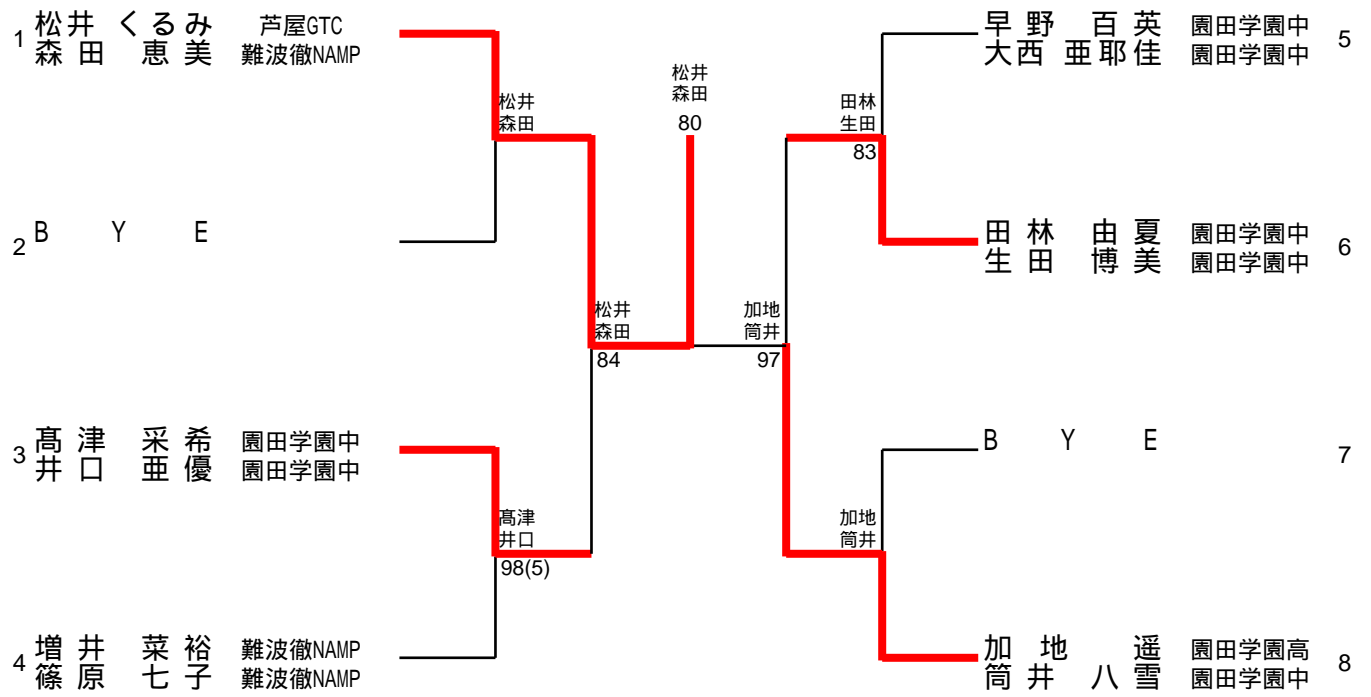 1 松井 くるみ 芦屋GTC
森田 恵美 難波徹NAMP
2 B Y E
3 髙津 采希 園田学園中
井口 亜優 園田学園中
4 増井 菜裕 難波徹NAMP
篠原 七子 難波徹NAMP
松井
森田
髙津
井口
98(5)
松井
森田
84
松井
森田
80
加地
筒井
97
田林
生田
83
加地
筒井
早野 百英 園田学園中 5
大西 亜耶佳 園田学園中
田林 由夏 園田学園中 6
生田 博美 園田学園中
B Y E 7
加地 遥 園田学園高 8
筒井 八雪 園田学園中